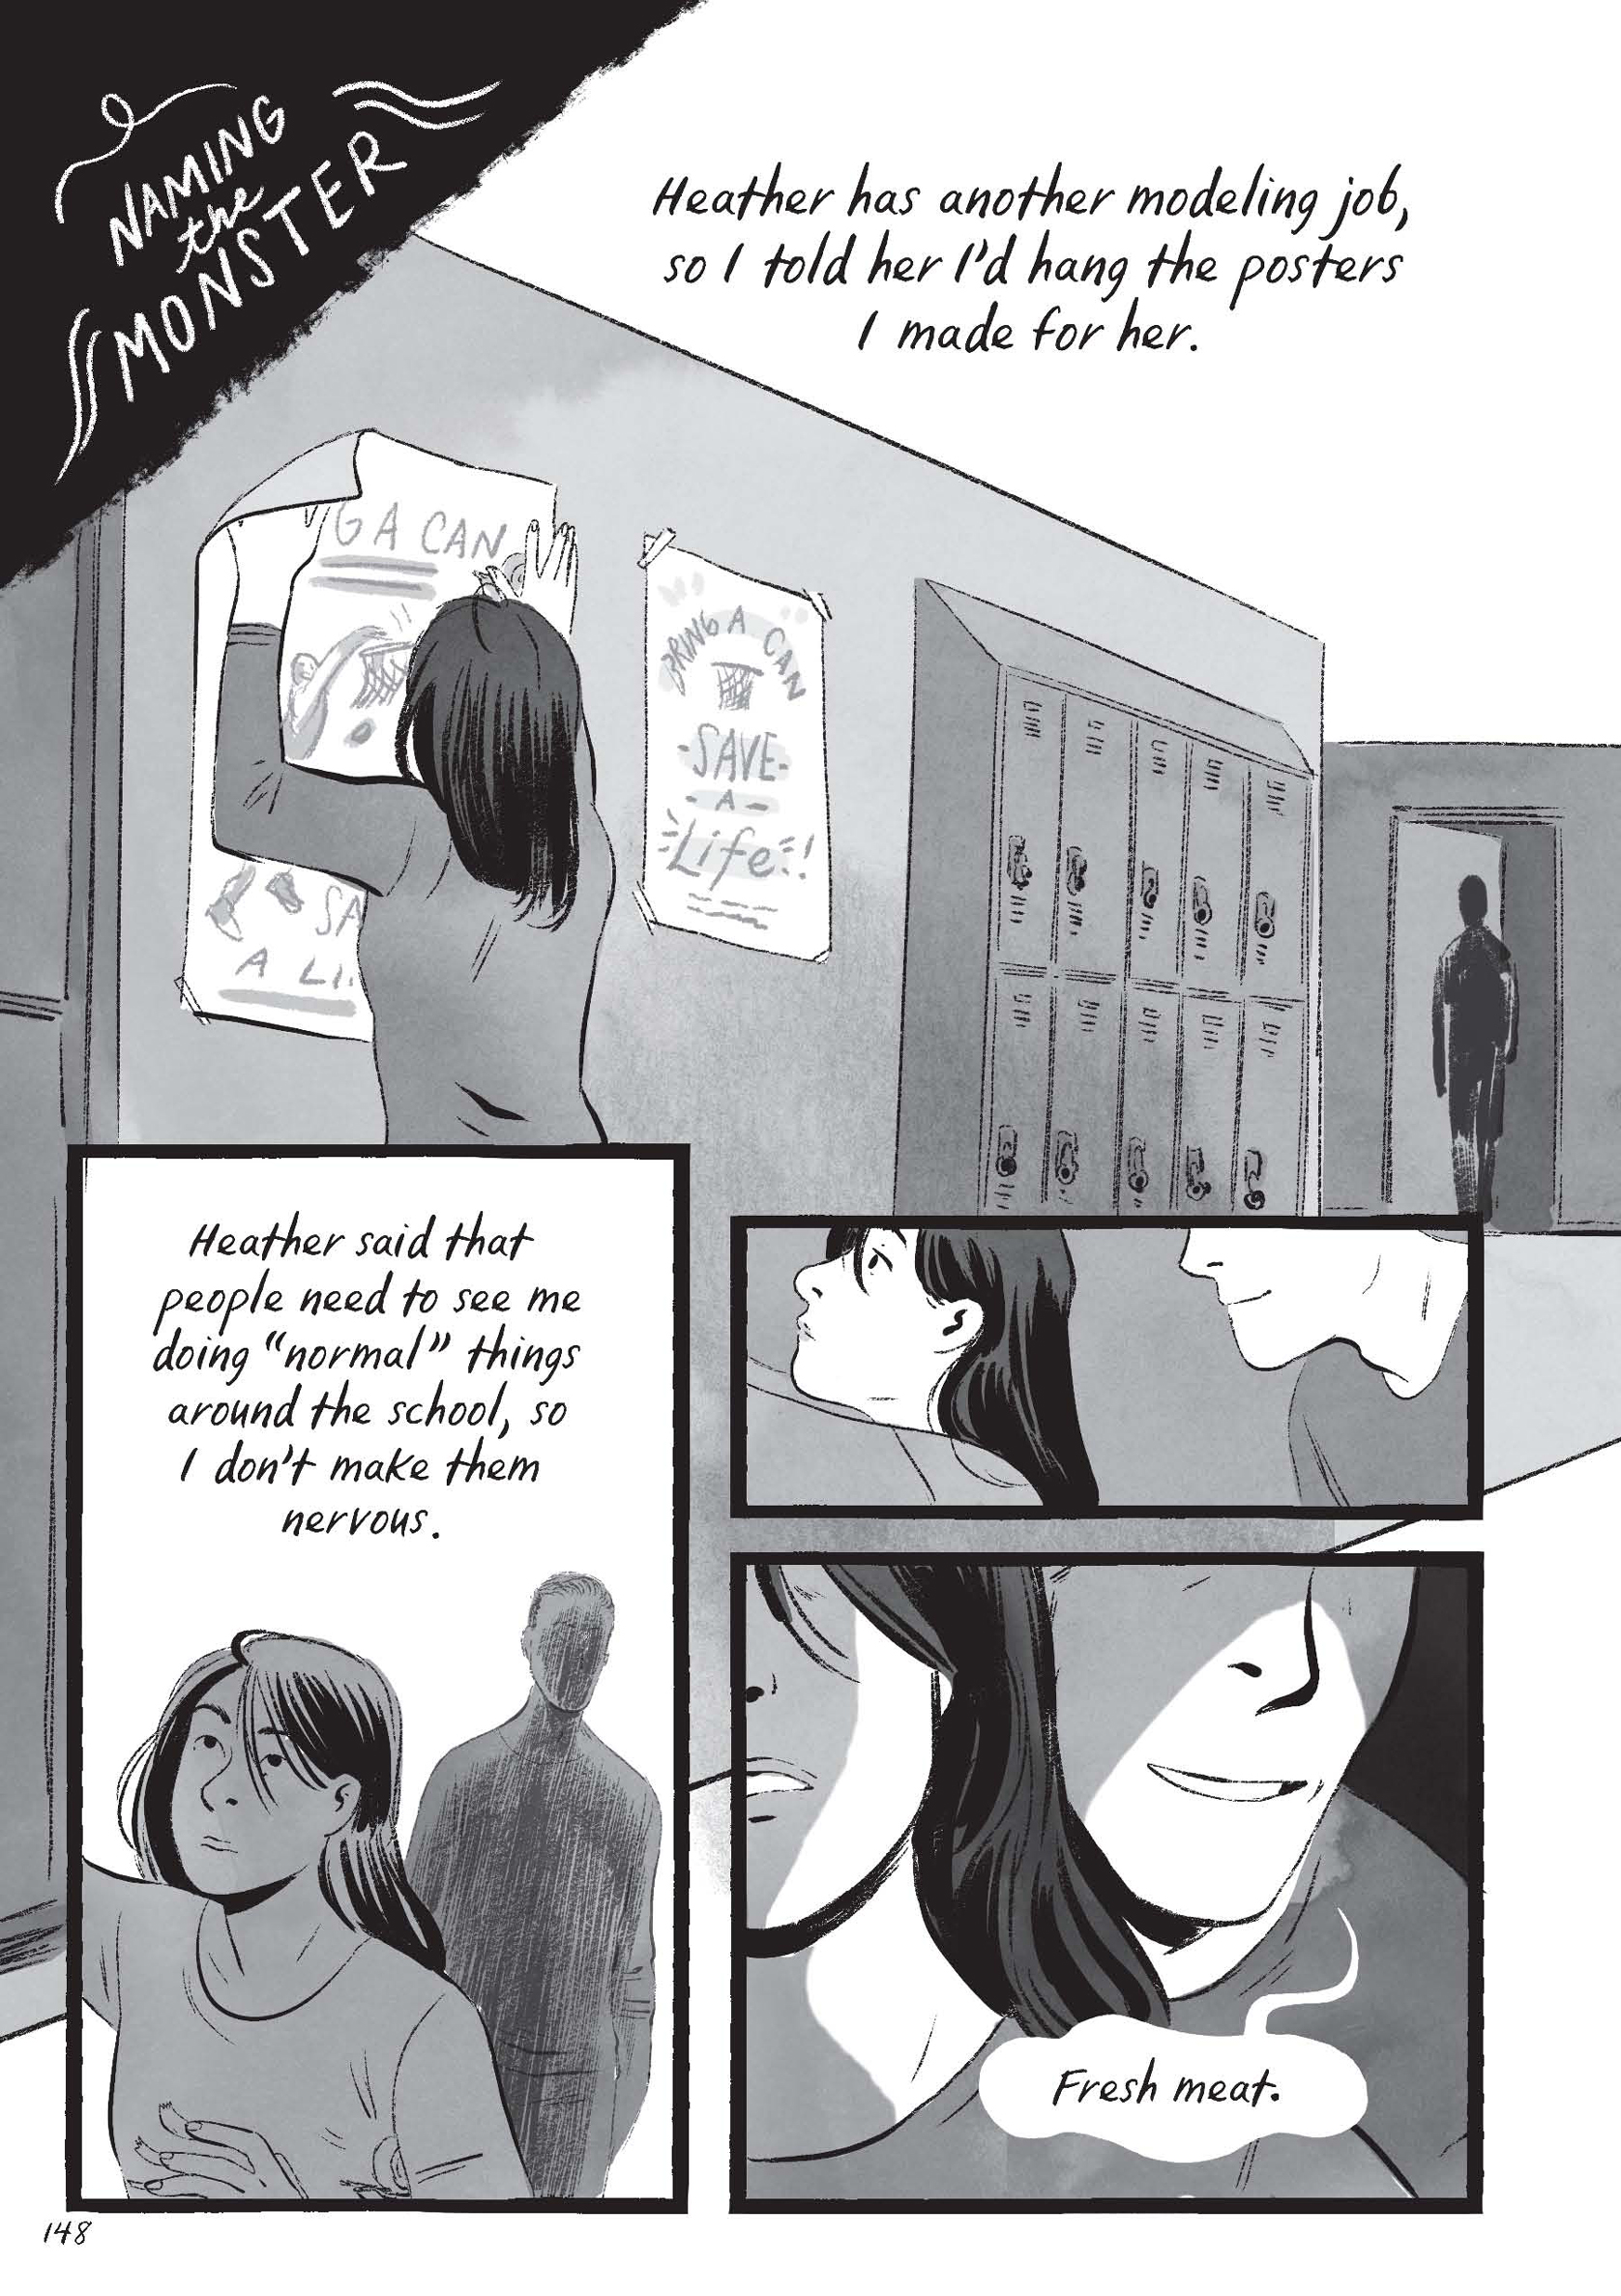 NAMING
the
MONSTER
Heather has another modeling job,
so I told her I'd hang the posters
I made for her.
G A CAN
SA
A LI
BRING A CAN
-SAVE-
-A-
Life!
Heather said that
people need to see me
doing “normal” things
around the school, so
I don't make them
nervous.
Fresh meat.
148